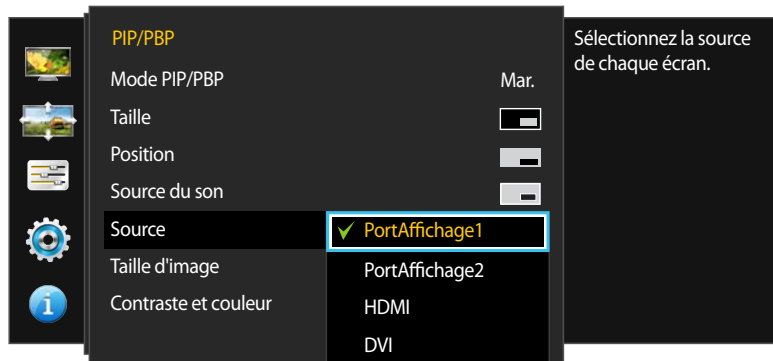 PIP/PBP
Mode PIP/PBP Mar.
Taille
Position
Source du son
Source PortAffichage1
PortAffichage2
Taille d'image
HDMI
Contraste et couleur
DVI
Sélectionnez la source
de chaque écran.